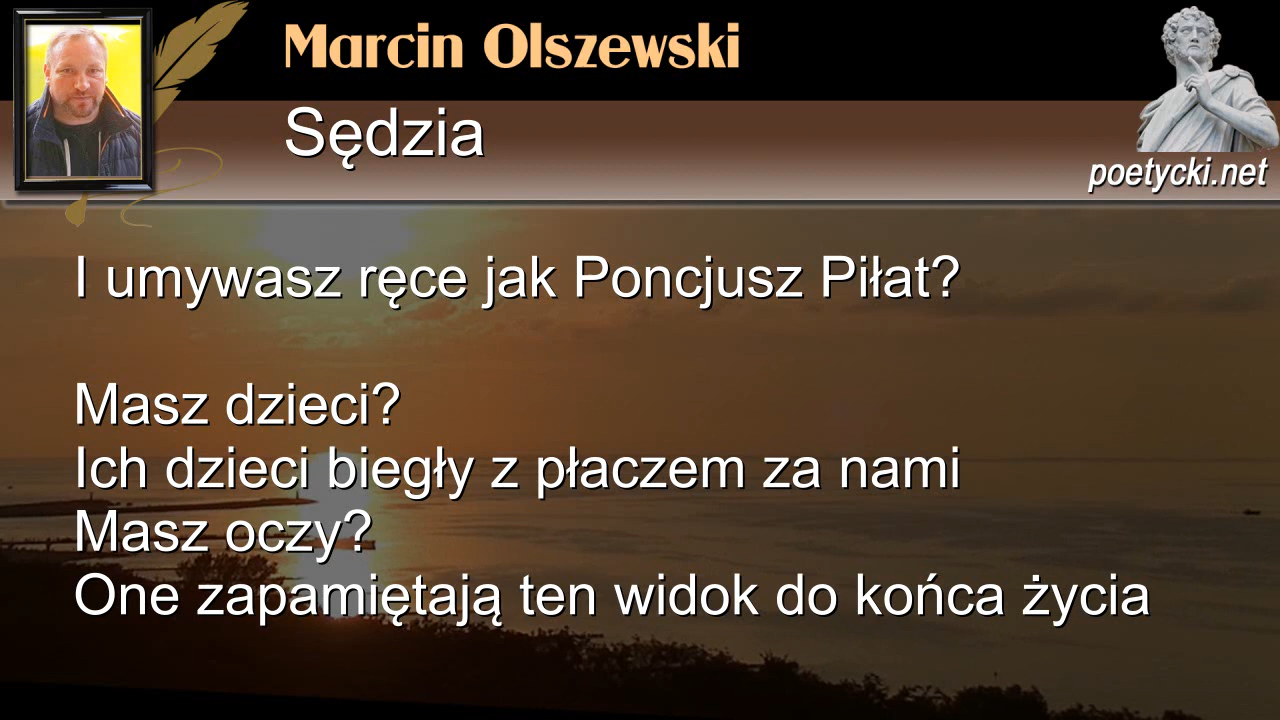 Marcin Olszewski
Sędzia
poetycki.net
I umywasz ręce jak Poncjusz Piłat?
Masz dzieci?
Ich dzieci biegły z płaczem za nami
Masz oczy?
One zapamiętają ten widok do końca życia